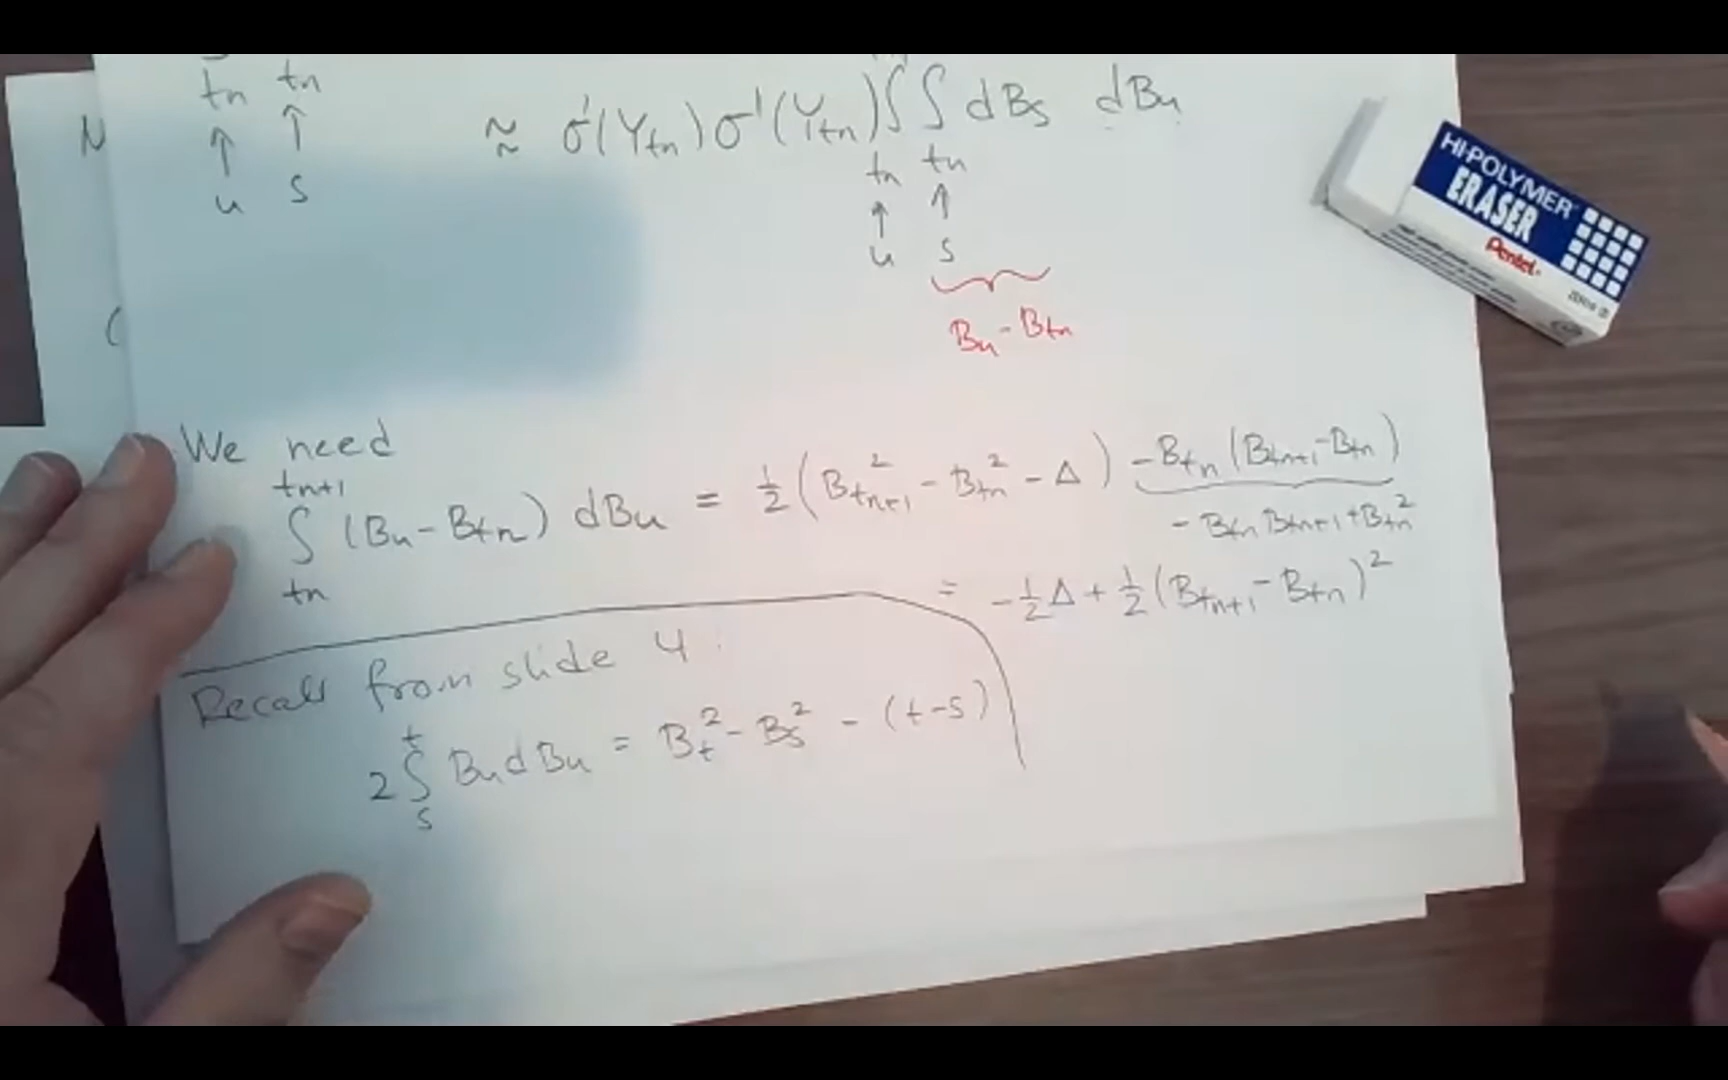 tn tn
↑ ↑
u s
N
≈ σ'(Ytn) σ'(Ytn) ∫ ∫ dBs dBu
tn tn
↑ ↑
u s
Bu - Btn
HI-POLYMER
ERASER
Pentel
We need
tn+1
∫ (Bu - Btn) dBu = ½ (B²tn+1 - B²tn - Δ) - Btn (Btn+1 - Btn)
tn
- Btn Btn+1 + B²tn
= - ½ Δ + ½ (Btn+1 - Btn)²
Recall from slide 4:
t
2 ∫ Bu dBu = Bt² - Bs² - (t-s)
s